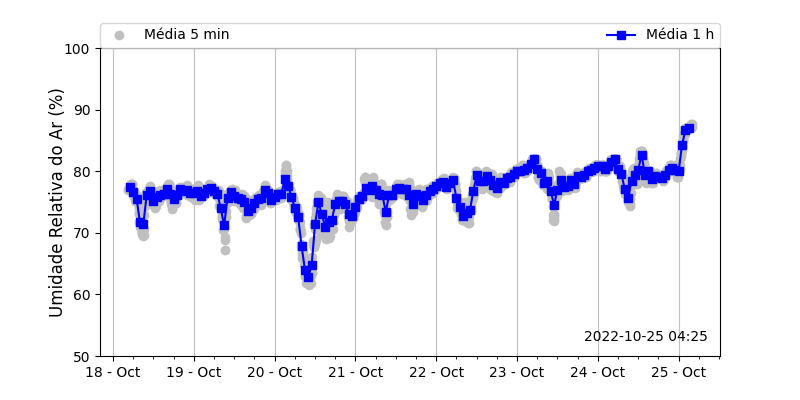 Média 5 min
Média 1 h
100
90
80
70
60
50
Umidade Relativa do Ar (%)
2022-10-25 04:25
18 - Oct
19 - Oct
20 - Oct
21 - Oct
22 - Oct
23 - Oct
24 - Oct
25 - Oct